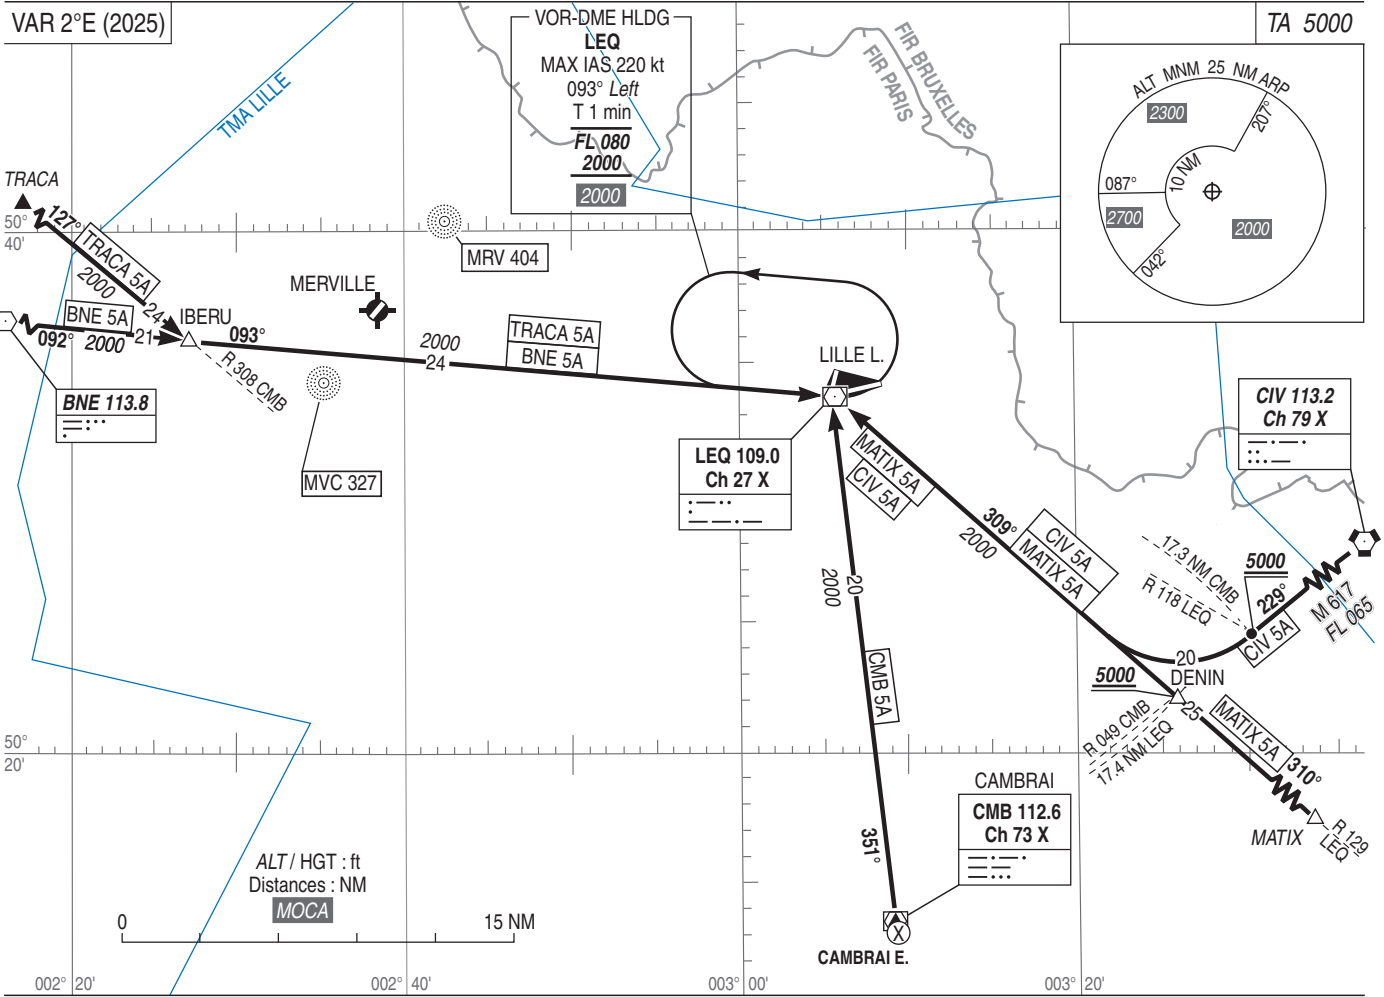 VAR 2°E (2025)
TA 5000
VOR-DME HLDG
LEQ
MAX IAS 220 kt
093° Left
T 1 min
FL 080
2000
2000
FIR BRUXELLES
FIR PARIS
ALT MNM 25 NM ARP
2300
207°
10 NM
087°
2700
2000
042°
TMA LILLE
TRACA
50°
40'
127°
TRACA 5A
2000
24
MRV 404
MERVILLE
IBERU
BNE 5A
092° 2000
21
093°
2000
24
TRACA 5A
BNE 5A
R 308 CMB
LILLE L.
BNE 113.8
MVC 327
LEQ 109.0
Ch 27 X
CIV 113.2
Ch 79 X
MATIX 5A
CIV 5A
309°
2000
CIV 5A
MATIX 5A
17.3 NM CMB
R 118 LEQ
5000
229°
M 617
FL 065
CIV 5A
20
DENIN
5000
25
R 049 CMB
17.4 NM LEQ
MATIX 5A
310°
MATIX
R 129
LEQ
20
2000
CMB 5A
351°
50°
20'
CAMBRAI
CMB 112.6
Ch 73 X
X
CAMBRAI E.
ALT / HGT : ft
Distances : NM
MOCA
0
15 NM
002° 20'
002° 40'
003° 00'
003° 20'